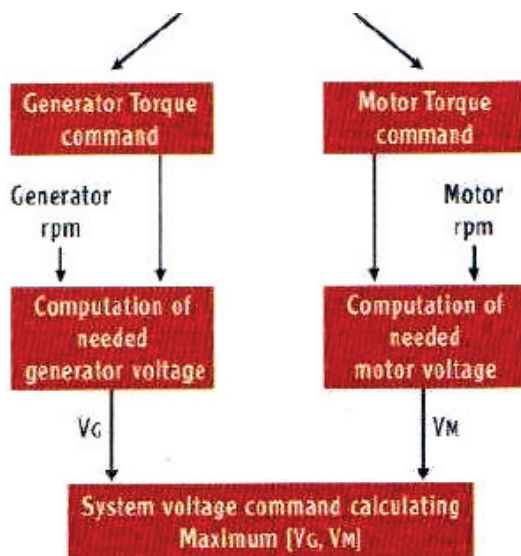 Generator Torque
command
Motor Torque
command
Generator
rpm
Motor
rpm
Computation of
needed
generator voltage
Computation of
needed
motor voltage
VG
VM
System voltage command calculating
Maximum [VG, VM]